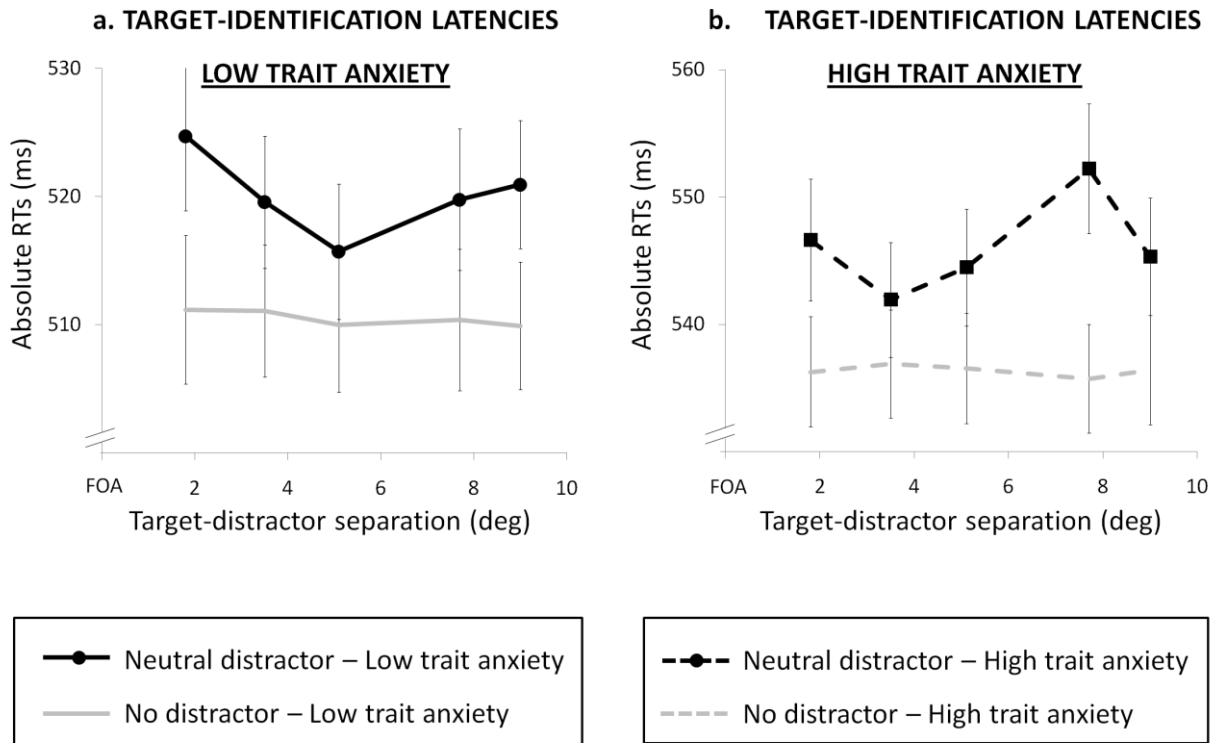 a. TARGET-IDENTIFICATION LATENCIES
LOW TRAIT ANXIETY
530
520
510
Absolute RTs (ms)
FOA 2 4 6 8 10
Target-distractor separation (deg)
b. TARGET-IDENTIFICATION LATENCIES
HIGH TRAIT ANXIETY
560
550
540
Absolute RTs (ms)
FOA 2 4 6 8 10
Target-distractor separation (deg)
Neutral distractor – Low trait anxiety
No distractor – Low trait anxiety
Neutral distractor – High trait anxiety
No distractor – High trait anxiety